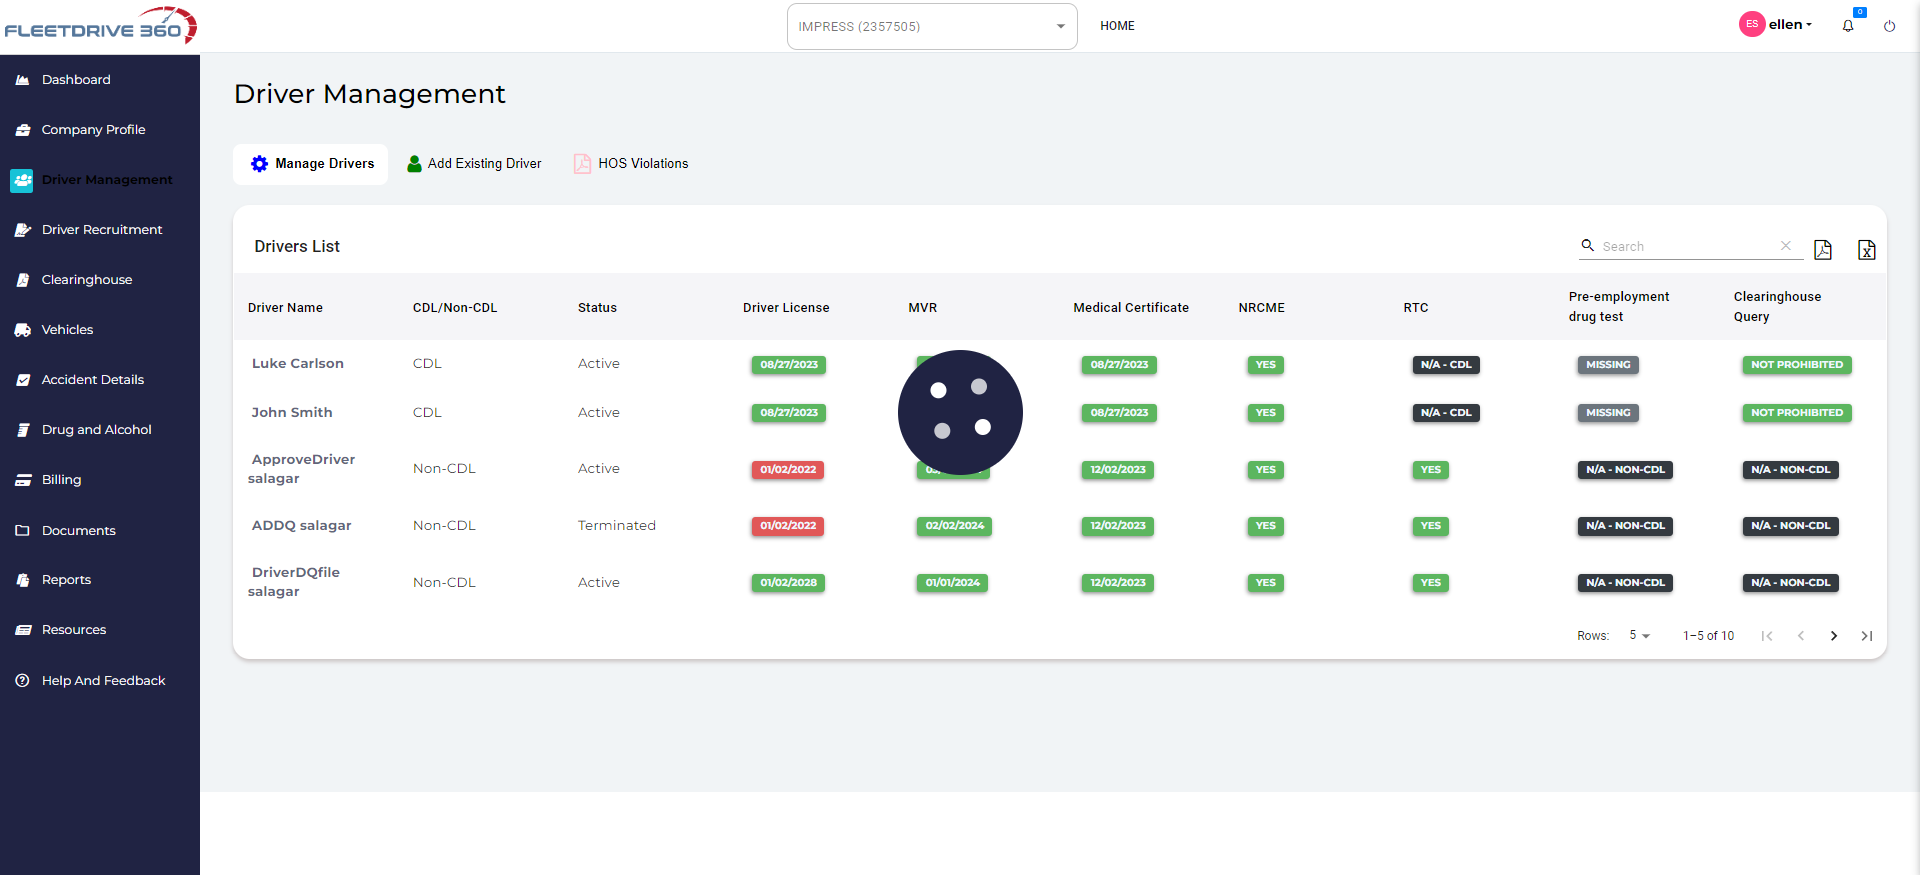 FLEETDRIVE 360
IMPRESS (2357505)
HOME
ES
ellen
0
Dashboard
Company Profile
Driver Management
Driver Recruitment
Clearinghouse
Vehicles
Accident Details
Drug and Alcohol
Billing
Documents
Reports
Resources
Help And Feedback
Driver Management
Manage Drivers
Add Existing Driver
HOS Violations
Drivers List
Search
Driver Name CDL/Non-CDL Status Driver License MVR Medical Certificate NRCME RTC Pre-employment drug test Clearinghouse Query
Luke Carlson CDL Active 08/27/2023 08/27/2023 YES N/A - CDL MISSING NOT PROHIBITED
John Smith CDL Active 08/27/2023 08/27/2023 YES N/A - CDL MISSING NOT PROHIBITED
ApproveDriver salagar Non-CDL Active 01/02/2022 12/02/2023 YES YES N/A - NON-CDL N/A - NON-CDL
ADDQ salagar Non-CDL Terminated 01/02/2022 02/02/2024 12/02/2023 YES YES N/A - NON-CDL N/A - NON-CDL
DriverDQfile salagar Non-CDL Active 01/02/2028 01/01/2024 12/02/2023 YES YES N/A - NON-CDL N/A - NON-CDL
Rows: 5 1–5 of 10